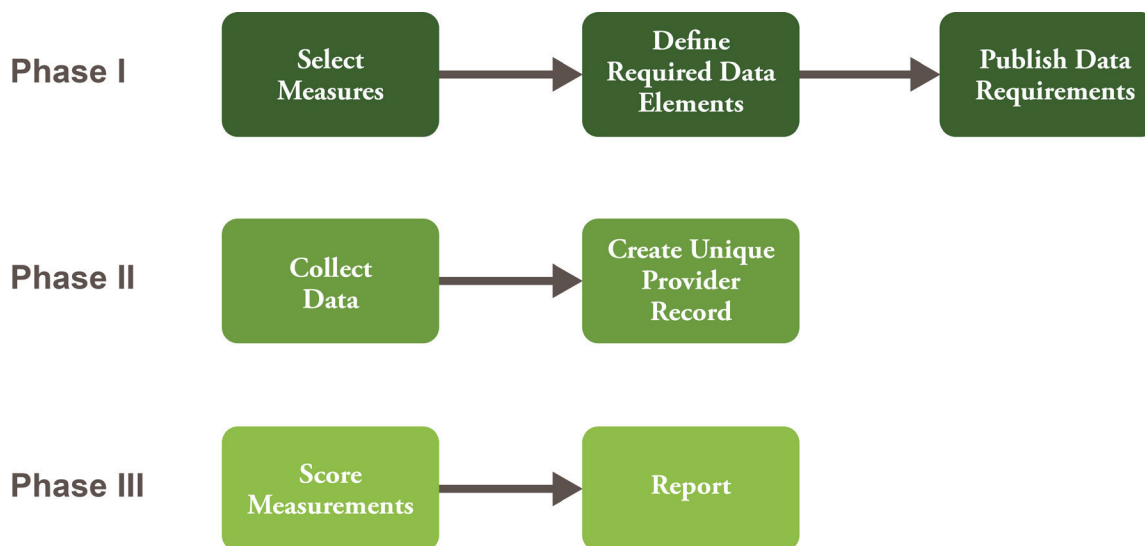 Phase I
Select
Measures
Define
Required Data
Elements
Publish Data
Requirements
Phase II
Collect
Data
Create Unique
Provider
Record
Phase III
Score
Measurements
Report